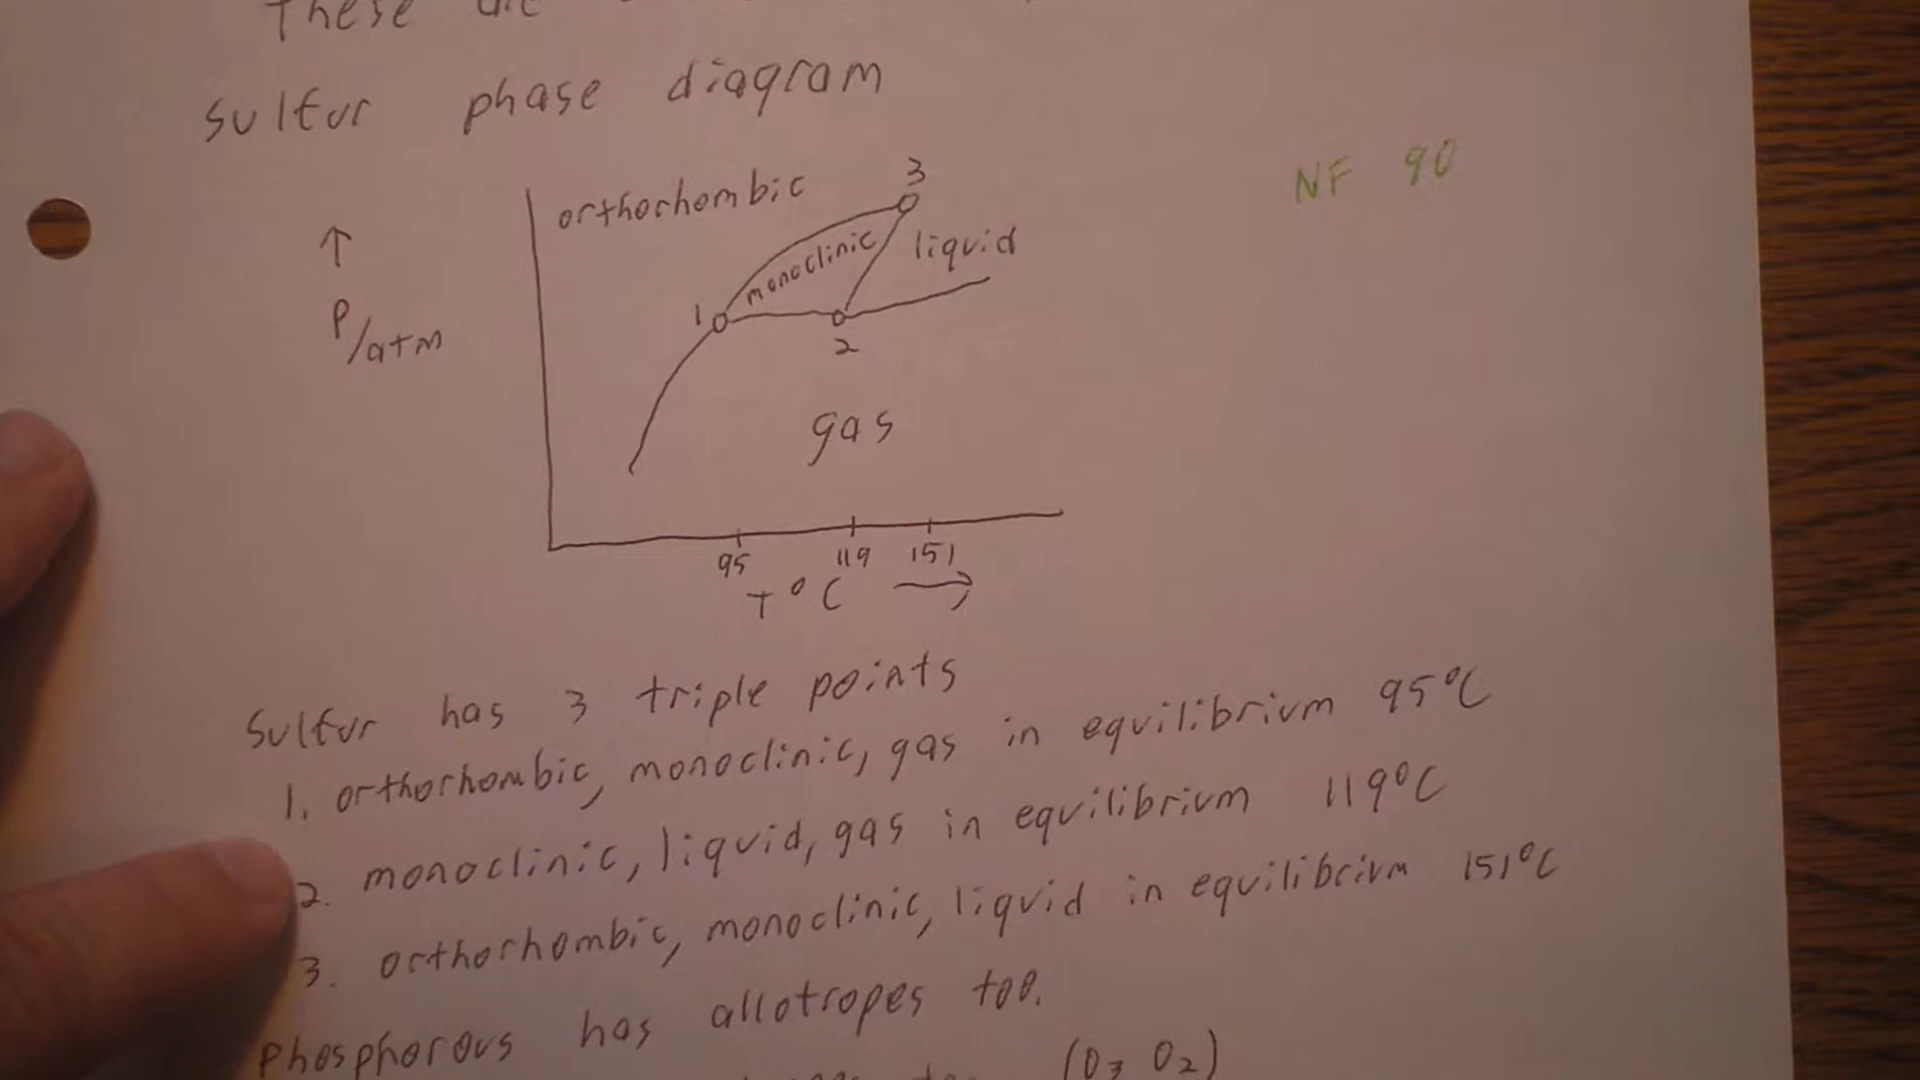 These are
sulfur phase diagram
NF 90
orthorhombic
3
monoclinic
liquid
↑
P/atm
1
2
gas
95 119 151
T °C →
Sulfur has 3 triple points
1. orthorhombic, monoclinic, gas in equilibrium 95°C
2. monoclinic, liquid, gas in equilibrium 119°C
3. orthorhombic, monoclinic, liquid in equilibrium 151°C
Phosphorous has allotropes too.
(O3 O2)